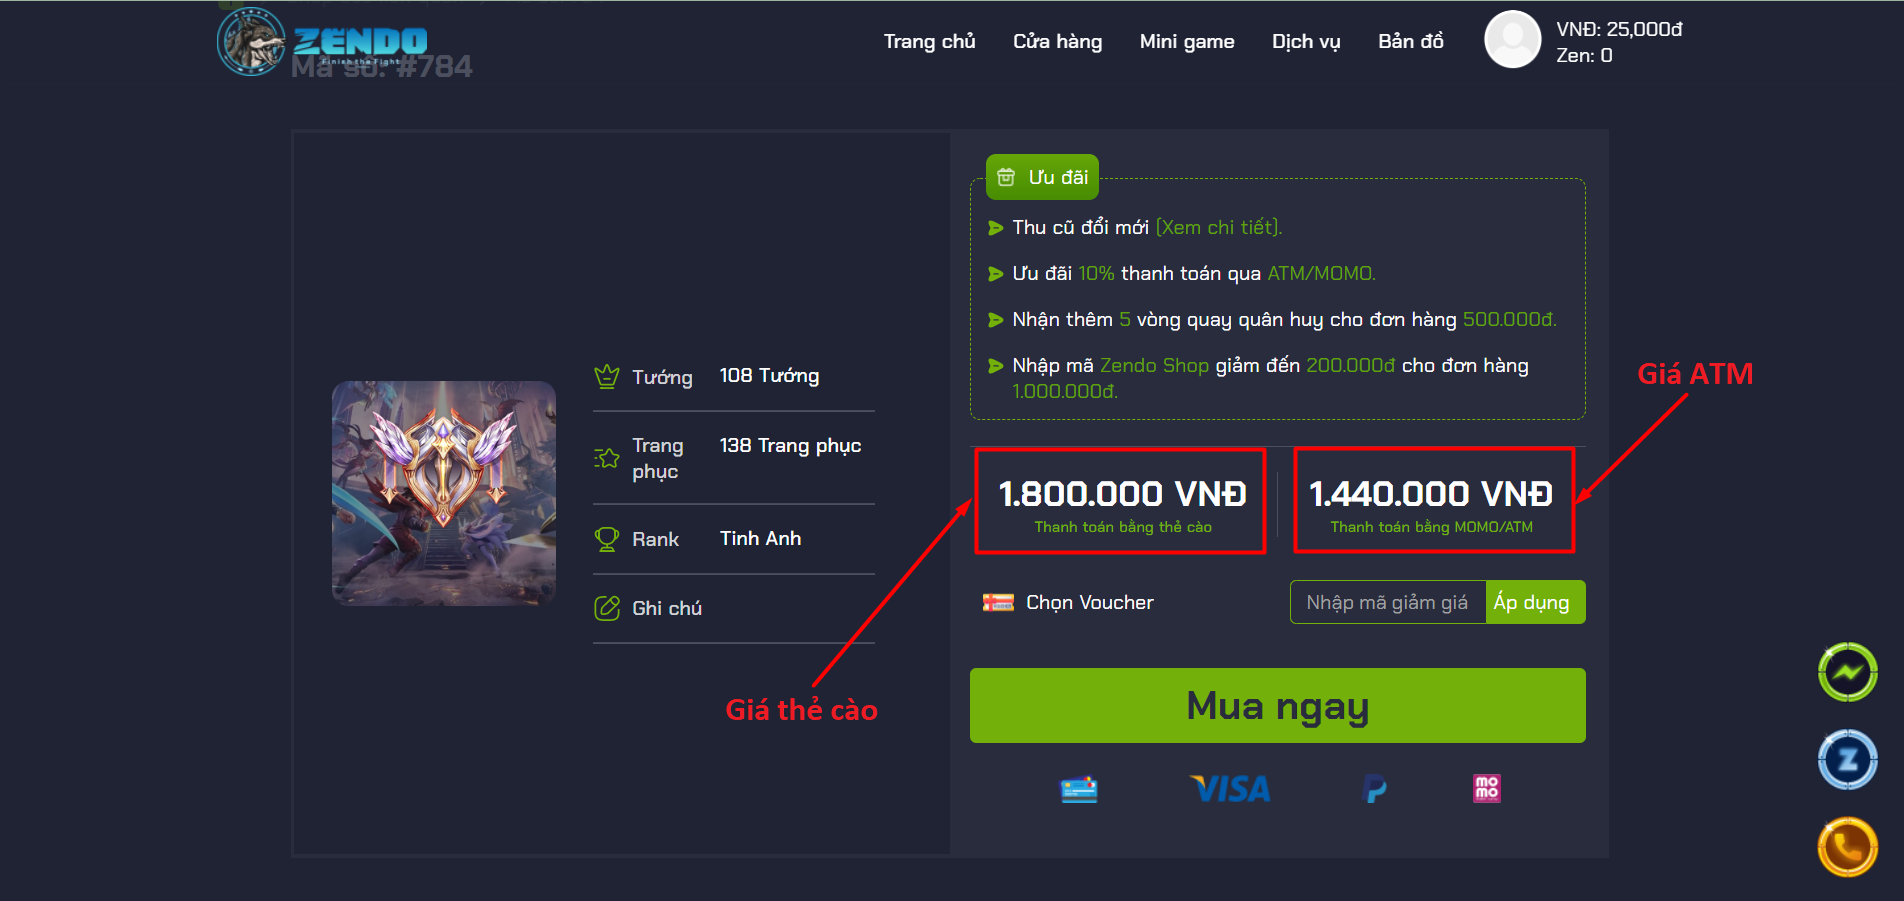 ZENDO
Finish the Fight
Mã số: #784
Trang chủ
Cửa hàng
Mini game
Dịch vụ
Bản đồ
VNĐ: 25,000đ
Zen: 0
Ưu đãi
Thu cũ đổi mới (Xem chi tiết).
Ưu đãi 10% thanh toán qua ATM/MOMO.
Nhận thêm 5 vòng quay quân huy cho đơn hàng 500.000đ.
Nhập mã Zendo Shop giảm đến 200.000đ cho đơn hàng
1.000.000đ.
Giá ATM
Tướng 108 Tướng
Trang phục 138 Trang phục
Rank Tinh Anh
Ghi chú
1.800.000 VNĐ
Thanh toán bằng thẻ cào
1.440.000 VNĐ
Thanh toán bằng MOMO/ATM
Chọn Voucher
Nhập mã giảm giá
Áp dụng
Giá thẻ cào
Mua ngay
VISA
mo
mo
Z